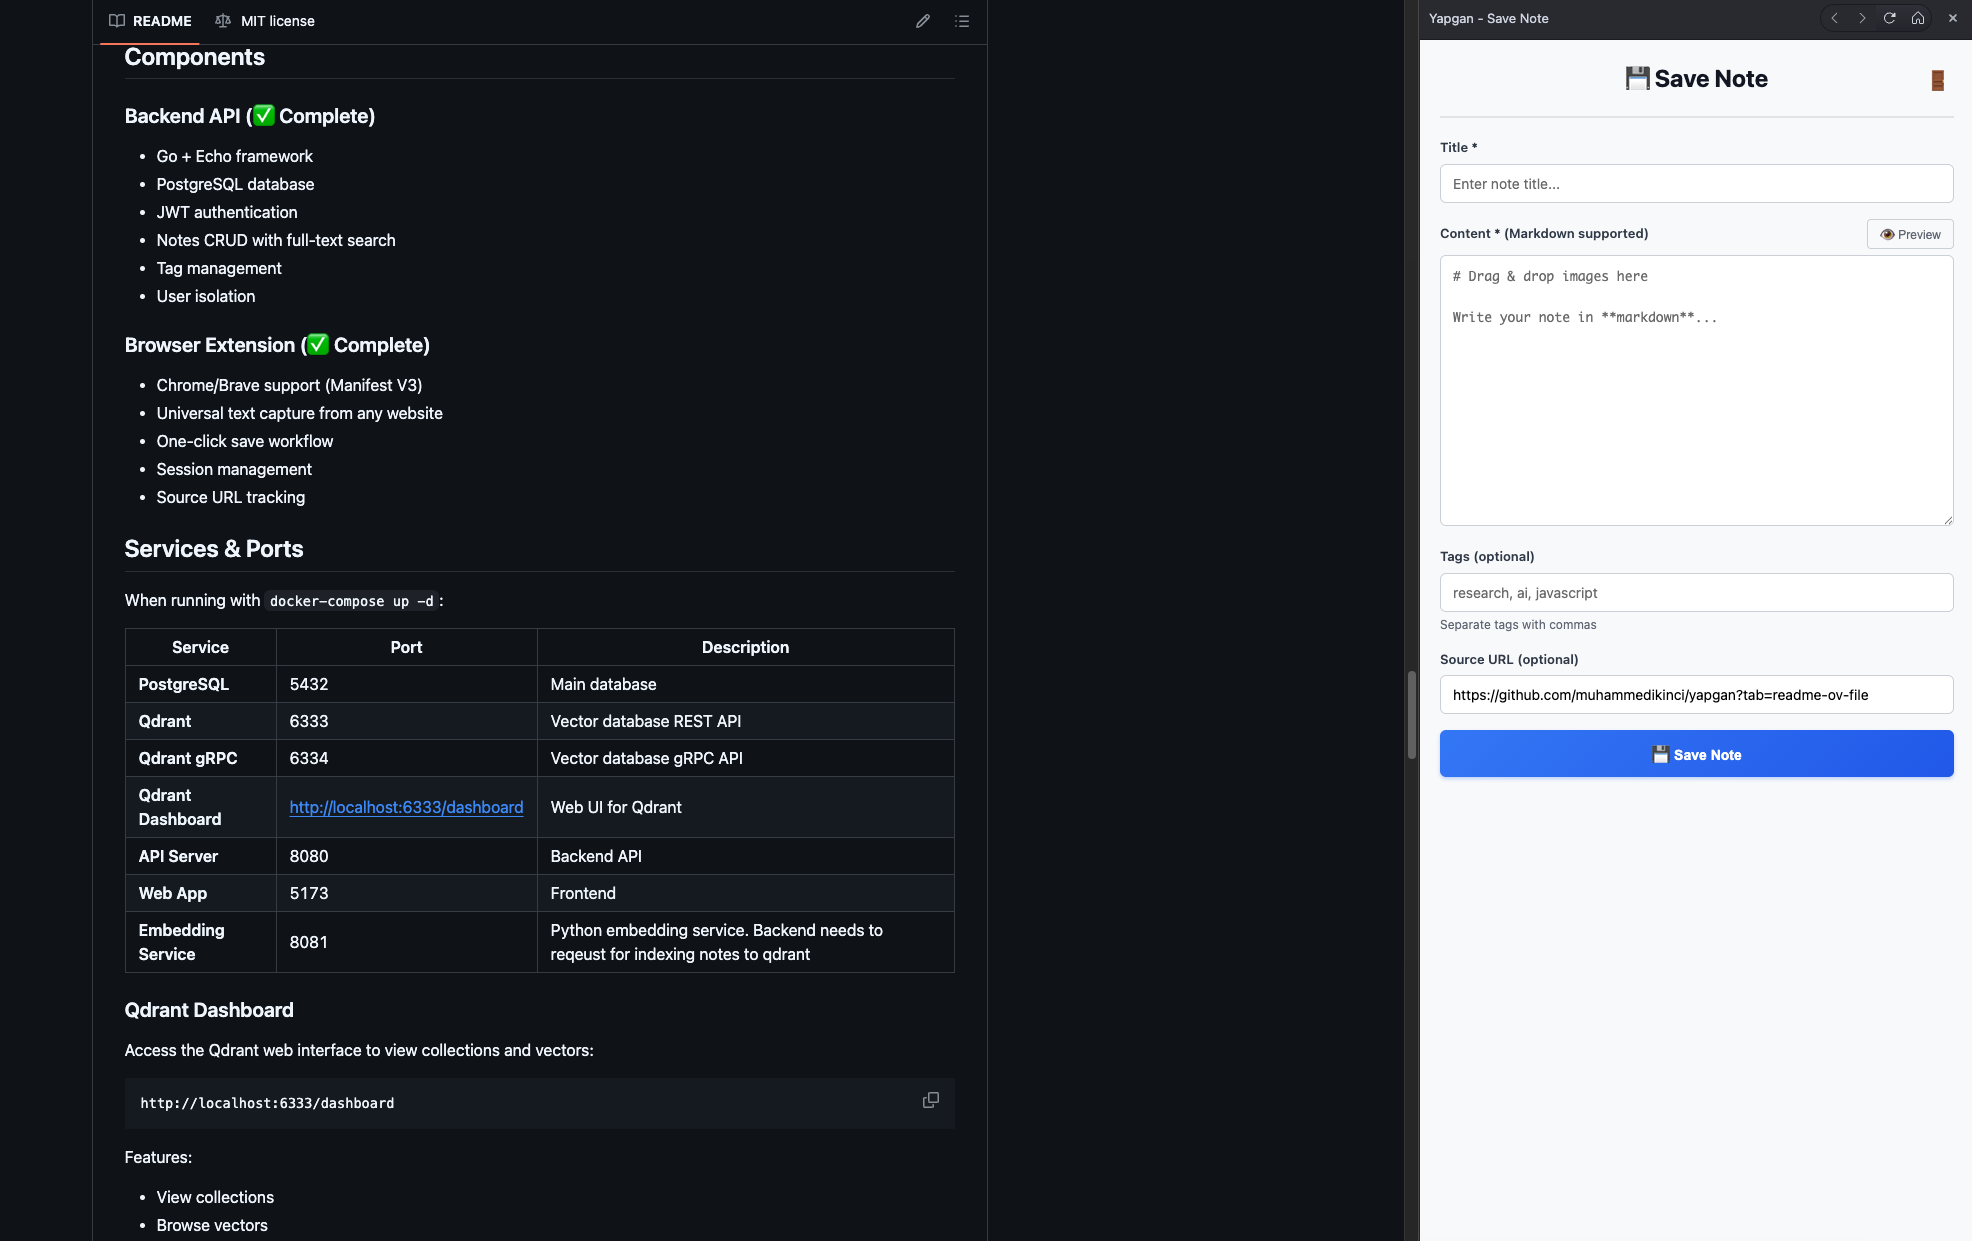 README
MIT license
Components
Backend API (✅ Complete)
• Go + Echo framework
• PostgreSQL database
• JWT authentication
• Notes CRUD with full-text search
• Tag management
• User isolation
Browser Extension (✅ Complete)
• Chrome/Brave support (Manifest V3)
• Universal text capture from any website
• One-click save workflow
• Session management
• Source URL tracking
Services & Ports
When running with docker-compose up -d:
Service Port Description
PostgreSQL 5432 Main database
Qdrant 6333 Vector database REST API
Qdrant gRPC 6334 Vector database gRPC API
Qdrant
Dashboard http://localhost:6333/dashboard Web UI for Qdrant
API Server 8080 Backend API
Web App 5173 Frontend
Embedding
Service 8081 Python embedding service. Backend needs to
reqeust for indexing notes to qdrant
Qdrant Dashboard
Access the Qdrant web interface to view collections and vectors:
http://localhost:6333/dashboard
Features:
• View collections
• Browse vectors
Yapgan - Save Note
💾 Save Note
Title *
Enter note title...
Content * (Markdown supported)
👁 Preview
# Drag & drop images here
Write your note in **markdown**...
Tags (optional)
research, ai, javascript
Separate tags with commas
Source URL (optional)
https://github.com/muhammedikinci/yapgan?tab=readme-ov-file
💾 Save Note